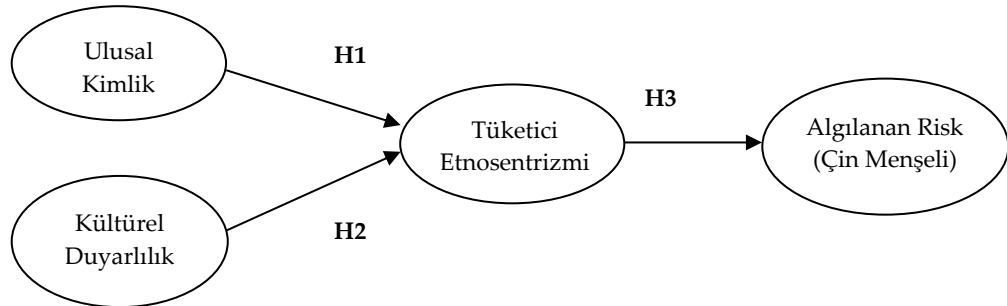 Ulusal
Kimlik
H1
Tüketici
Etnosentrizmi
H3
Algılanan Risk
(Çin Menşeli)
Kültürel
Duyarlılık
H2